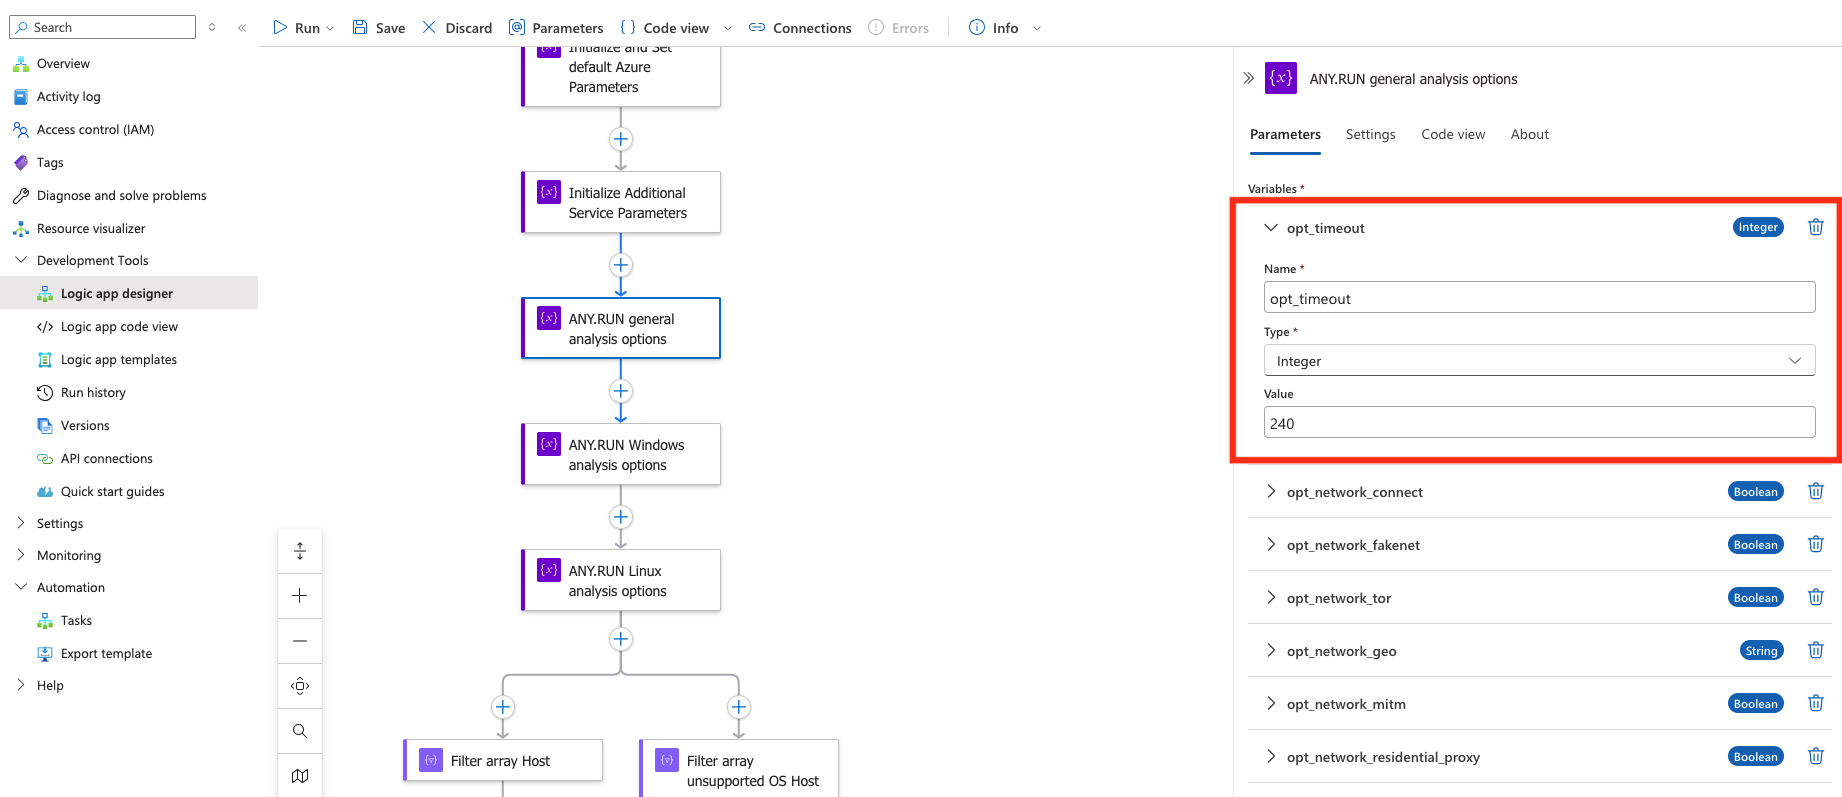 Search
Run
Save
Discard
Parameters
Code view
Connections
Errors
Info
Overview
Activity log
Access control (IAM)
Tags
Diagnose and solve problems
Resource visualizer
Development Tools
Logic app designer
Logic app code view
Logic app templates
Run history
Versions
API connections
Quick start guides
Settings
Monitoring
Automation
Tasks
Export template
Help
Initialize and Set
default Azure
Parameters
Initialize Additional
Service Parameters
ANY.RUN general
analysis options
ANY.RUN Windows
analysis options
ANY.RUN Linux
analysis options
Filter array Host
Filter array
unsupported OS Host
ANY.RUN general analysis options
Parameters
Settings
Code view
About
Variables *
opt_timeout
Integer
Name *
opt_timeout
Type *
Integer
Value
240
opt_network_connect
Boolean
opt_network_fakenet
Boolean
opt_network_tor
Boolean
opt_network_geo
String
opt_network_mitm
Boolean
opt_network_residential_proxy
Boolean